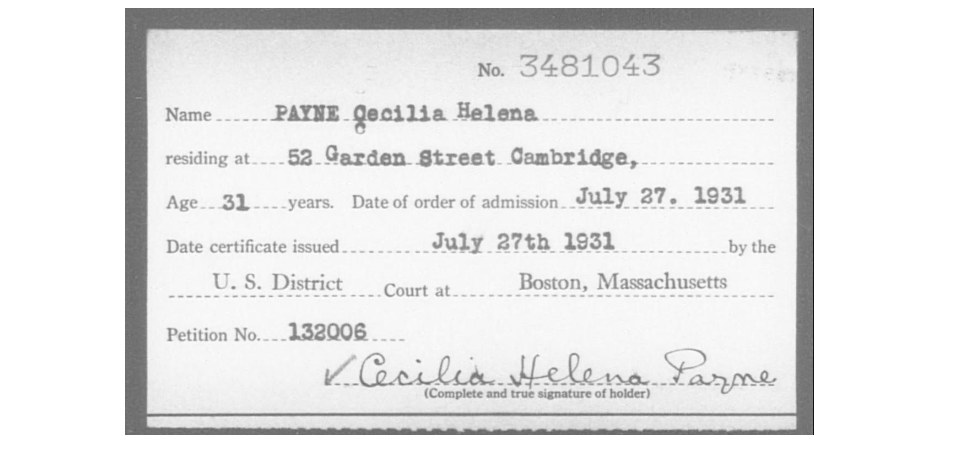 No. 3481043
Name PAYNE Cecilia Helena
residing at 52 Garden Street Cambridge,
Age 31 years. Date of order of admission July 27. 1931
Date certificate issued July 27th 1931 by the
U. S. District Court at Boston, Massachusetts
Petition No. 132006
✓ Cecilia Helena Payne
(Complete and true signature of holder)